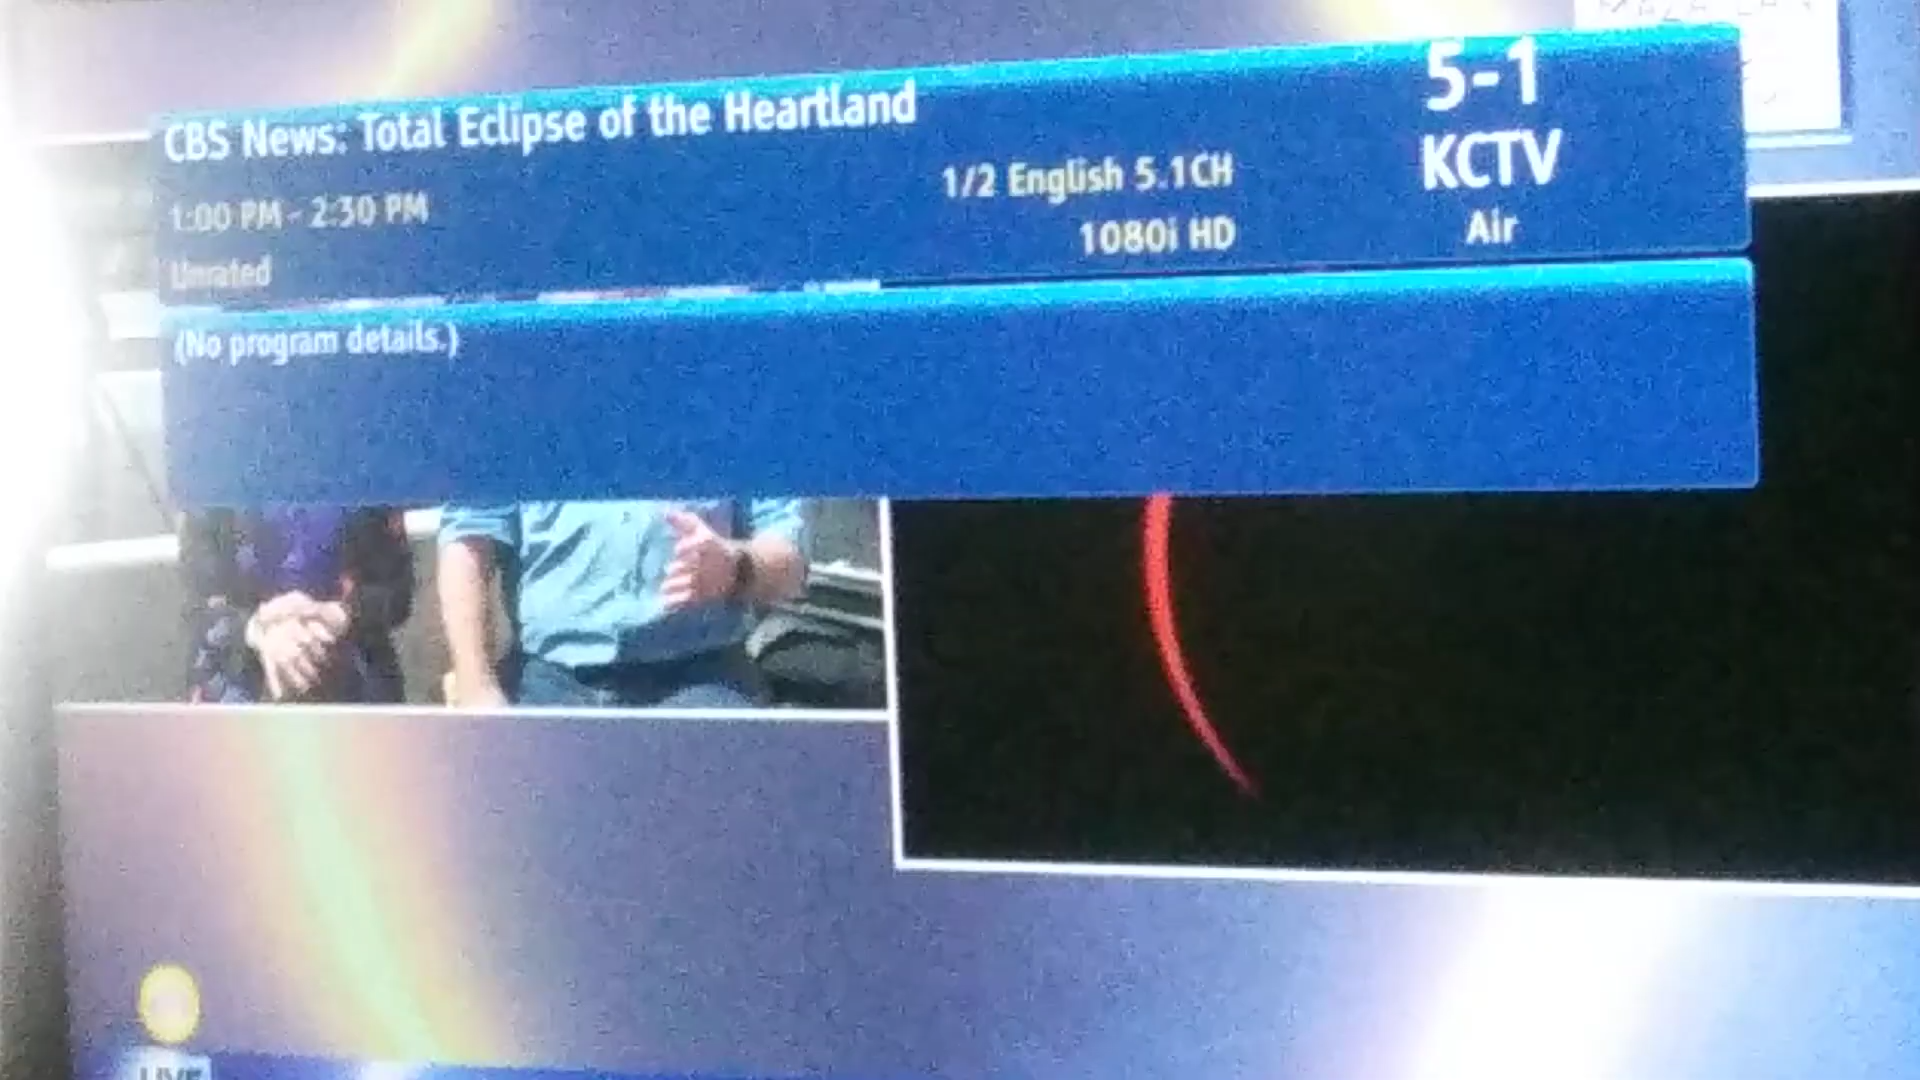 CBS News: Total Eclipse of the Heartland
1:00 PM - 2:30 PM
Unrated
1/2 English 5.1CH
1080i HD
5-1
KCTV
Air
(No program details.)
LIVE